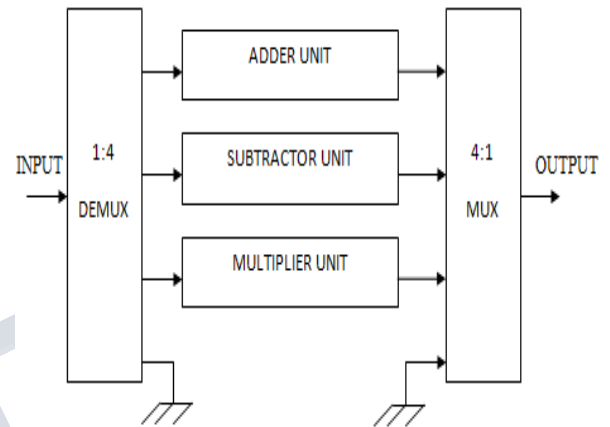 INPUT
1:4
DEMUX
ADDER UNIT
SUBTRACTOR UNIT
MULTIPLIER UNIT
4:1
MUX
OUTPUT